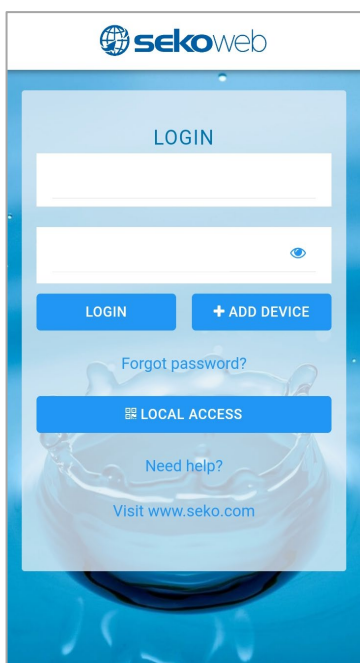 sekoweb
LOGIN
LOGIN
+ ADD DEVICE
Forgot password?
LOCAL ACCESS
Need help?
Visit www.seko.com